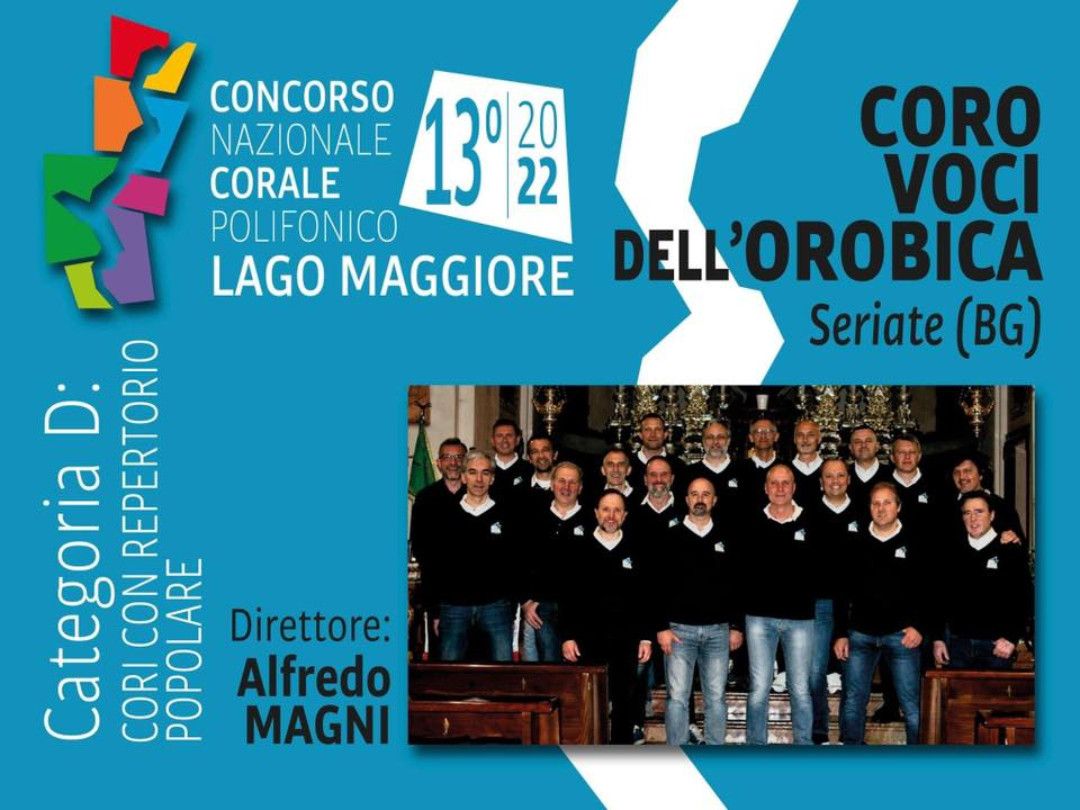 CONCORSO
NAZIONALE
CORALE
POLIFONICO
LAGO MAGGIORE
13º
20
22
CORO
VOCI
DELL'OROBICA
Seriate (BG)
Categoria D:
CORI CON REPERTORIO
POPOLARE
Direttore:
Alfredo
MAGNI